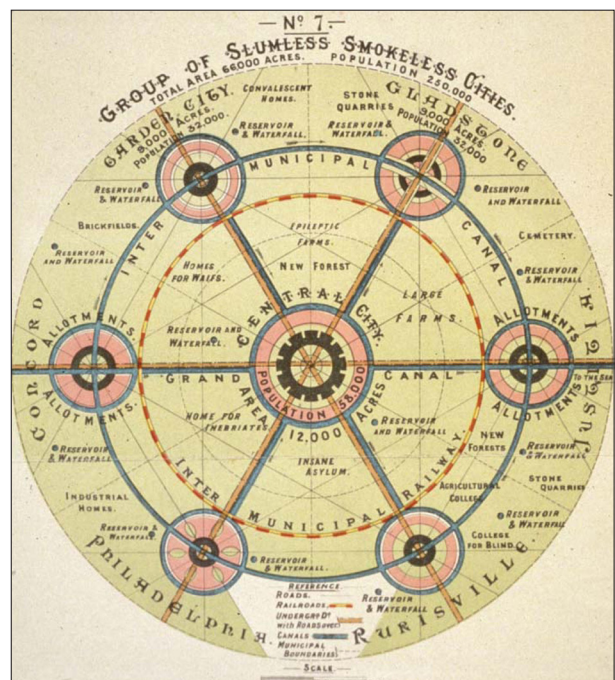 Nº 7.
GROUP OF SLUMLESS SMOKELESS CITIES.
TOTAL AREA 66,000 ACRES. POPULATION 250,000
GARDEN CITY.
9,000 ACRES.
POPULATION 32,000.
CONVALESCENT
HOMES.
STONE
QUARRIES
GLADSTONE
9,000 ACRES.
POPULATION 32,000
RESERVOIR
& WATERFALL.
RESERVOIR &
WATERFALL.
INTER MUNICIPAL CANAL
RESERVOIR
& WATERFALL
RESERVOIR
AND WATERFALL
BRICKFIELDS.
EPILEPTIC
FARMS.
CEMETERY.
RESERVOIR
AND WATERFALL
HOMES
FOR WAIFS.
NEW FOREST
RESERVOIR
& WATERFALL
LARGE
FARMS.
CONCORD
ALLOTMENTS.
RESERVOIR AND
WATERFALL.
CENTRAL CITY.
ALLOTMENTS
JUSTITIA
GRAND CANAL
TO THE SEA
POPULATION 58,000
AREA 12,000 ACRES
ALLOTMENTS.
ALLOTMENTS
HOME FOR
INEBRIATES.
RESERVOIR
AND WATERFALL
RESERVOIR
& WATERFALL.
INSANE
ASYLUM.
NEW
FORESTS
RESERVOIR
& WATERFALL
INTER MUNICIPAL RAILWAY
AGRICULTURAL
COLLEGE
STONE
QUARRIES
INDUSTRIAL
HOMES.
RESERVOIR &
WATERFALL.
RESERVOIR
& WATERFALL
COLLEGE
FOR BLIND.
RESERVOIR
& WATERFALL.
PHILADELPHIA.
RURISVILLE
RESERVOIR
& WATERFALL
REFERENCE
ROADS.
RAILROADS.
UNDERGRD Dº
WITH ROADS OVER
CANALS
MUNICIPAL
BOUNDARIES
SCALE